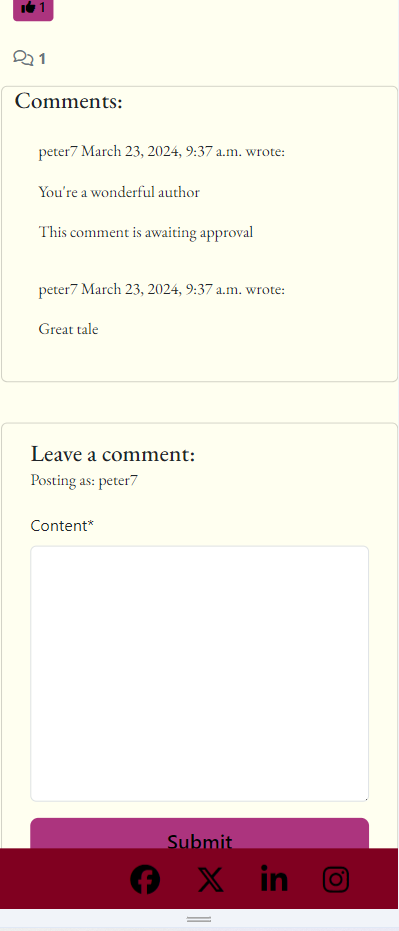 1
1
Comments:
peter7 March 23, 2024, 9:37 a.m. wrote:
You're a wonderful author
This comment is awaiting approval
peter7 March 23, 2024, 9:37 a.m. wrote:
Great tale
Leave a comment:
Posting as: peter7
Content*
Submit